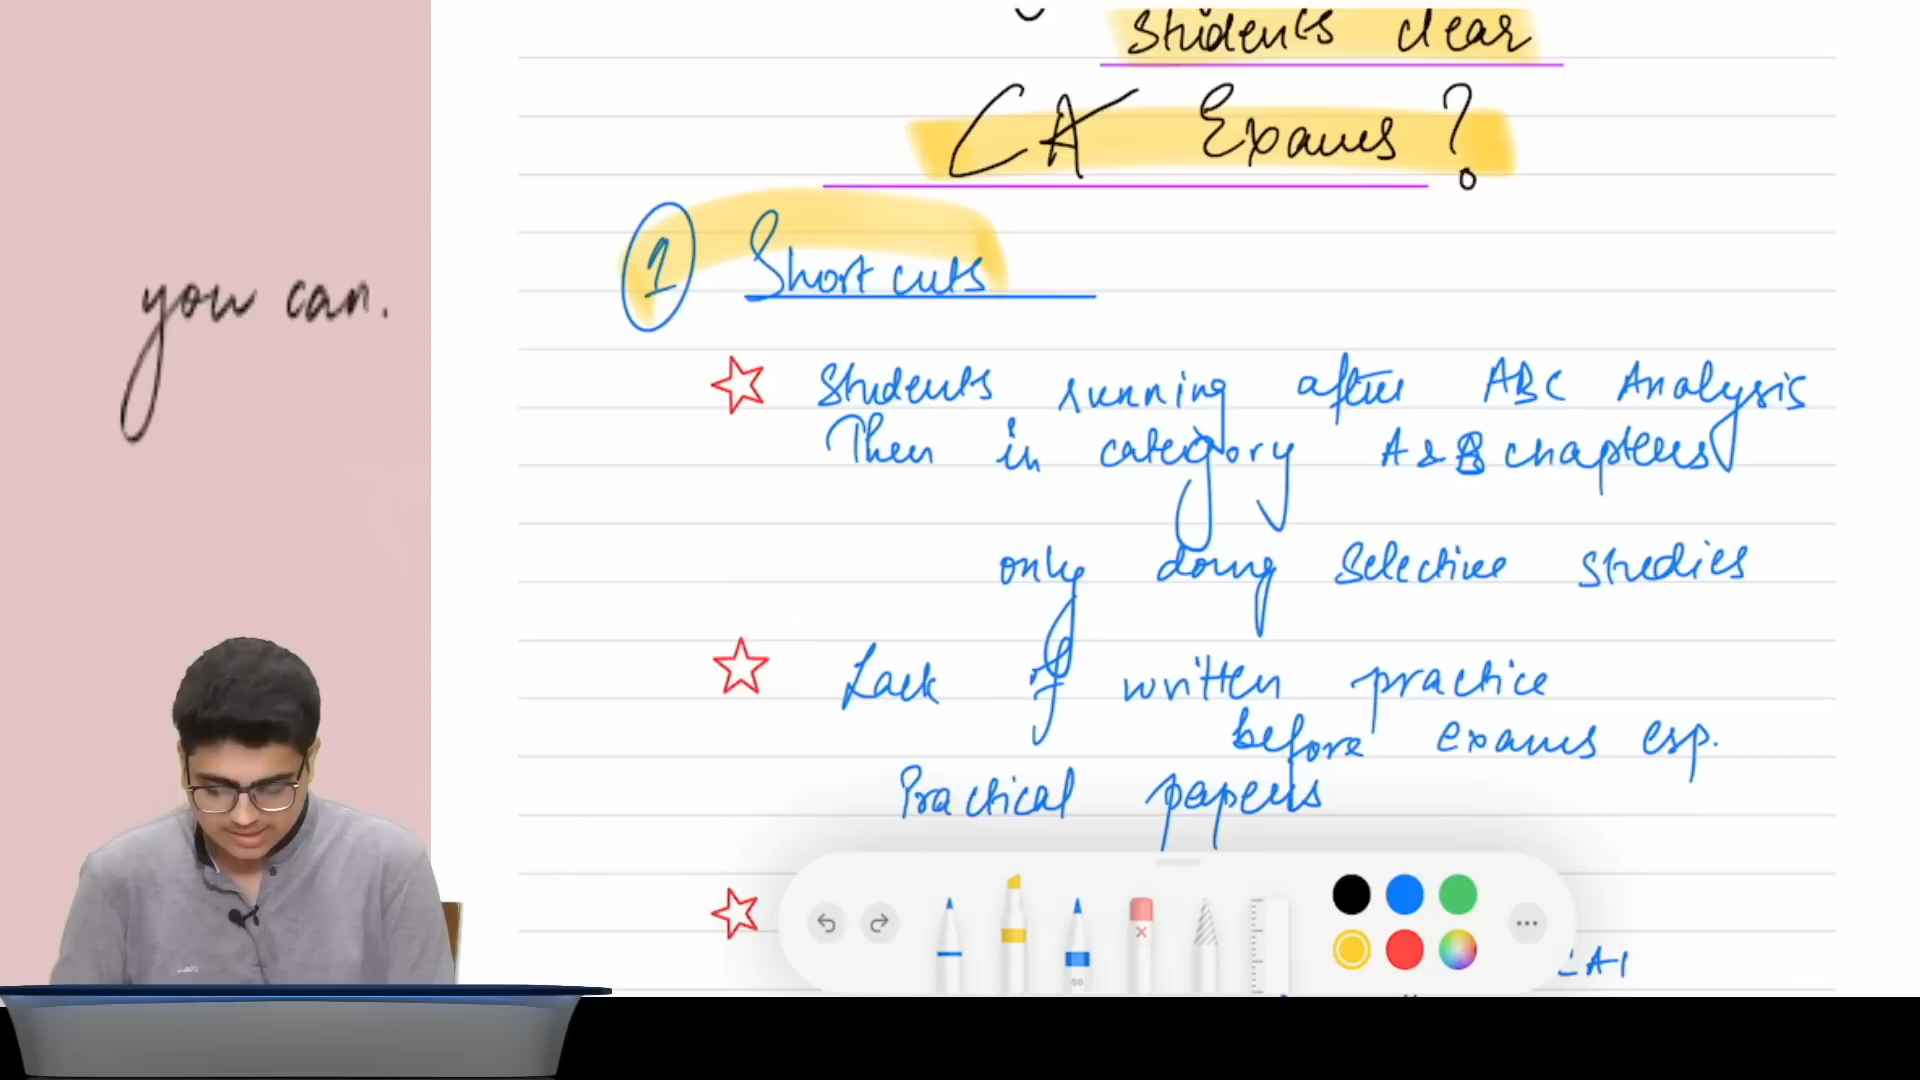 Students clear
CA Exams?
you can.
1 Short cuts
Students running after ABC Analysis
Then in category A & B chapters
only doing selective studies
Lack of written practice
before exams esp.
Practical papers
50